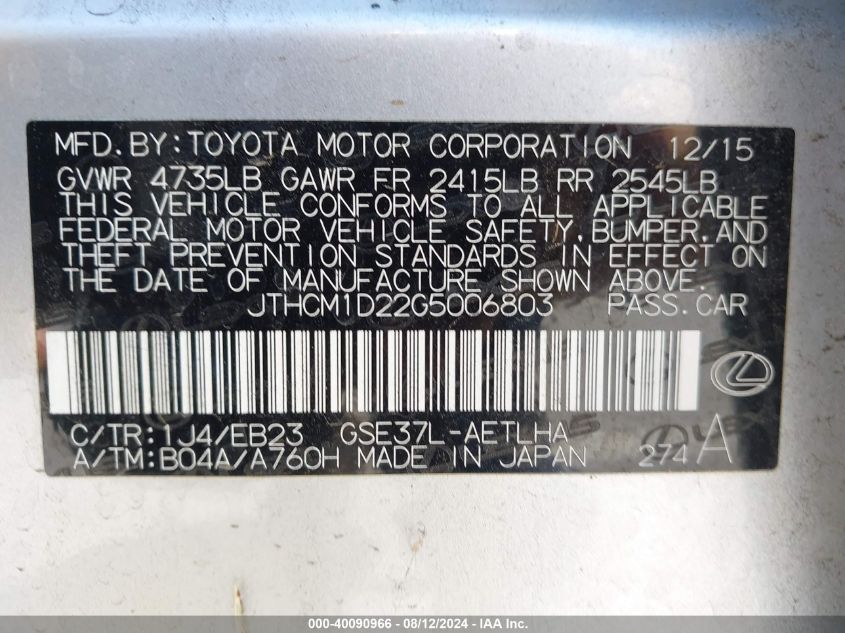 MFD. BY: TOYOTA MOTOR CORPORATION 12/15
GVWR 4735LB GAWR FR 2415LB RR 2545LB
THIS VEHICLE CONFORMS TO ALL APPLICABLE
FEDERAL MOTOR VEHICLE SAFETY, BUMPER, AND
THEFT PREVENTION STANDARDS IN EFFECT ON
THE DATE OF MANUFACTURE SHOWN ABOVE.
JTHCM1D22G5006803 PASS. CAR
C/TR: 1J4/EB23 GSE37L-AETLHA
A/TM: B04A/A760H MADE IN JAPAN 274 A
000-40090966 - 08/12/2024 - IAA Inc.